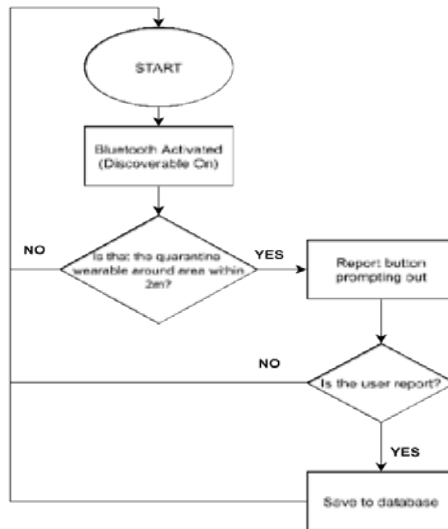 START
Bluetooth Activated
(Discoverable On)
NO
Is that the quarantine
wearable around area within
2m?
YES
Report button
prompting out
NO
Is the user report?
YES
Save to database